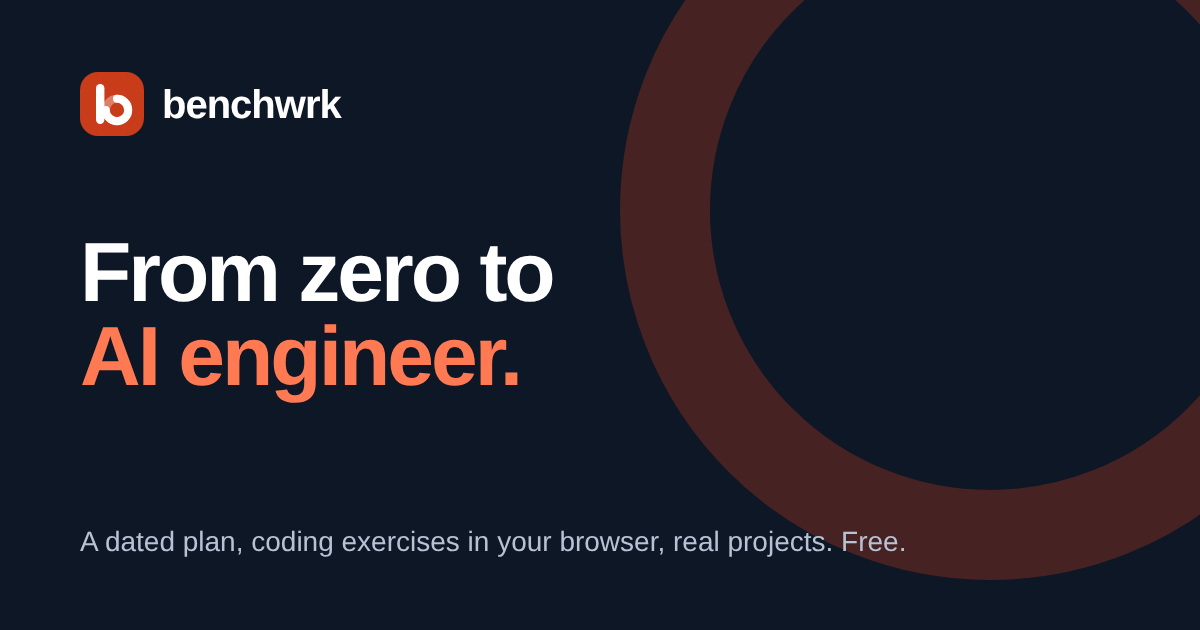 benchwrk
From zero to
AI engineer.
A dated plan, coding exercises in your browser, real projects. Free.